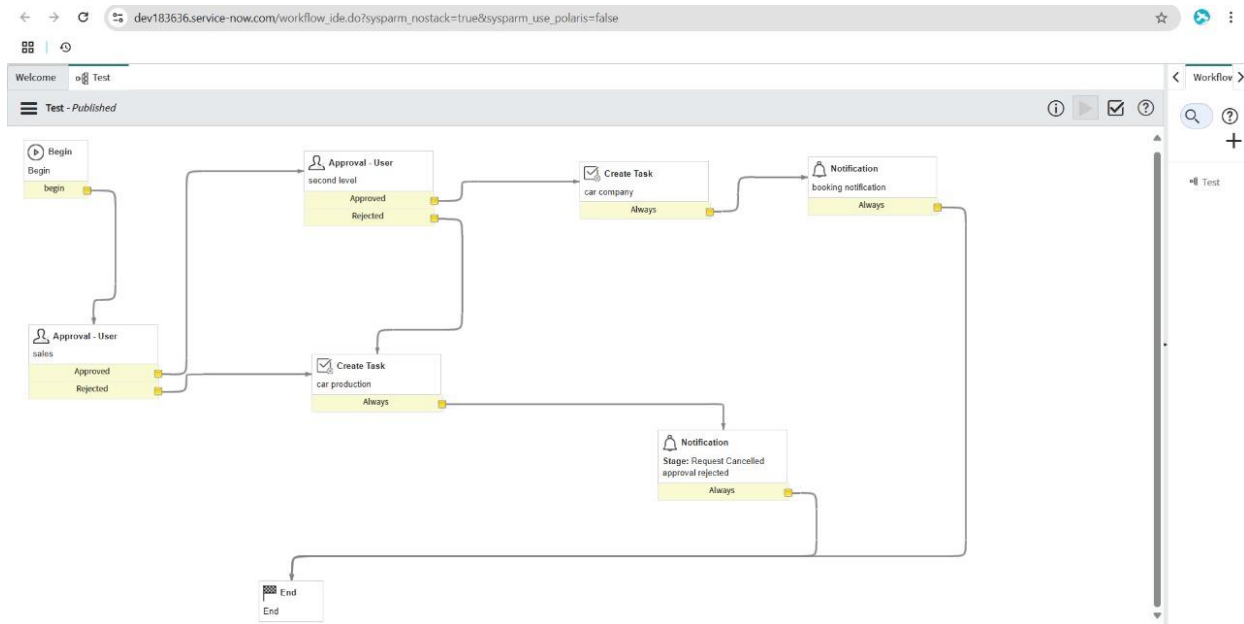 dev183636.service-now.com/workflow_ide.do?sysparm_nostack=true&sysparm_use_polaris=false
Welcome
Test
Workflow
Test - Published
Begin
Begin
begin
Approval - User
second level
Approved
Rejected
Create Task
car company
Always
Notification
booking notification
Always
Test
Approval - User
sales
Approved
Rejected
Create Task
car production
Always
Notification
Stage: Request Cancelled
approval rejected
Always
End
End